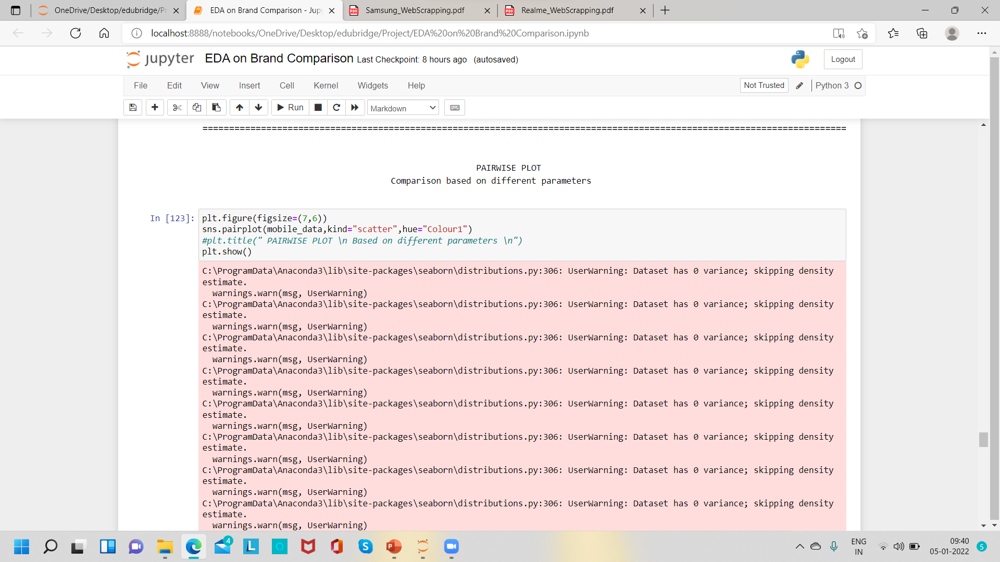 OneDrive/Desktop/edubridge/Pr
EDA on Brand Comparison - Jup
Samsung_WebScrapping.pdf
Realme_WebScrapping.pdf
localhost:8888/notebooks/OneDrive/Desktop/edubridge/Project/EDA%20on%20Brand%20Comparison.ipynb
jupyter EDA on Brand Comparison Last Checkpoint: 8 hours ago (autosaved)
Logout
File Edit View Insert Cell Kernel Widgets Help
Not Trusted
Python 3
Run
Markdown
PAIRWISE PLOT
Comparison based on different parameters
In [123]:
plt.figure(figsize=(7,6))
sns.pairplot(mobile_data,kind="scatter",hue="Colour1")
#plt.title(" PAIRWISE PLOT \n Based on different parameters \n")
plt.show()
C:\ProgramData\Anaconda3\lib\site-packages\seaborn\distributions.py:306: UserWarning: Dataset has 0 variance; skipping density
estimate.
warnings.warn(msg, UserWarning)
C:\ProgramData\Anaconda3\lib\site-packages\seaborn\distributions.py:306: UserWarning: Dataset has 0 variance; skipping density
estimate.
warnings.warn(msg, UserWarning)
C:\ProgramData\Anaconda3\lib\site-packages\seaborn\distributions.py:306: UserWarning: Dataset has 0 variance; skipping density
estimate.
warnings.warn(msg, UserWarning)
C:\ProgramData\Anaconda3\lib\site-packages\seaborn\distributions.py:306: UserWarning: Dataset has 0 variance; skipping density
estimate.
warnings.warn(msg, UserWarning)
C:\ProgramData\Anaconda3\lib\site-packages\seaborn\distributions.py:306: UserWarning: Dataset has 0 variance; skipping density
estimate.
warnings.warn(msg, UserWarning)
C:\ProgramData\Anaconda3\lib\site-packages\seaborn\distributions.py:306: UserWarning: Dataset has 0 variance; skipping density
estimate.
warnings.warn(msg, UserWarning)
C:\ProgramData\Anaconda3\lib\site-packages\seaborn\distributions.py:306: UserWarning: Dataset has 0 variance; skipping density
estimate.
warnings.warn(msg, UserWarning)
C:\ProgramData\Anaconda3\lib\site-packages\seaborn\distributions.py:306: UserWarning: Dataset has 0 variance; skipping density
estimate.
warnings.warn(msg, UserWarning)
4
ENG
IN
09:40
05-01-2022
5